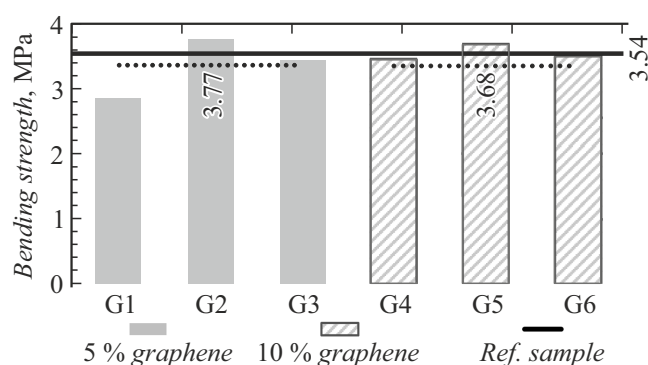 Bending strength, MPa
4
3
2
1
0
3.77
3.68
3.54
G1 G2 G3 G4 G5 G6
5 % graphene 10 % graphene Ref. sample